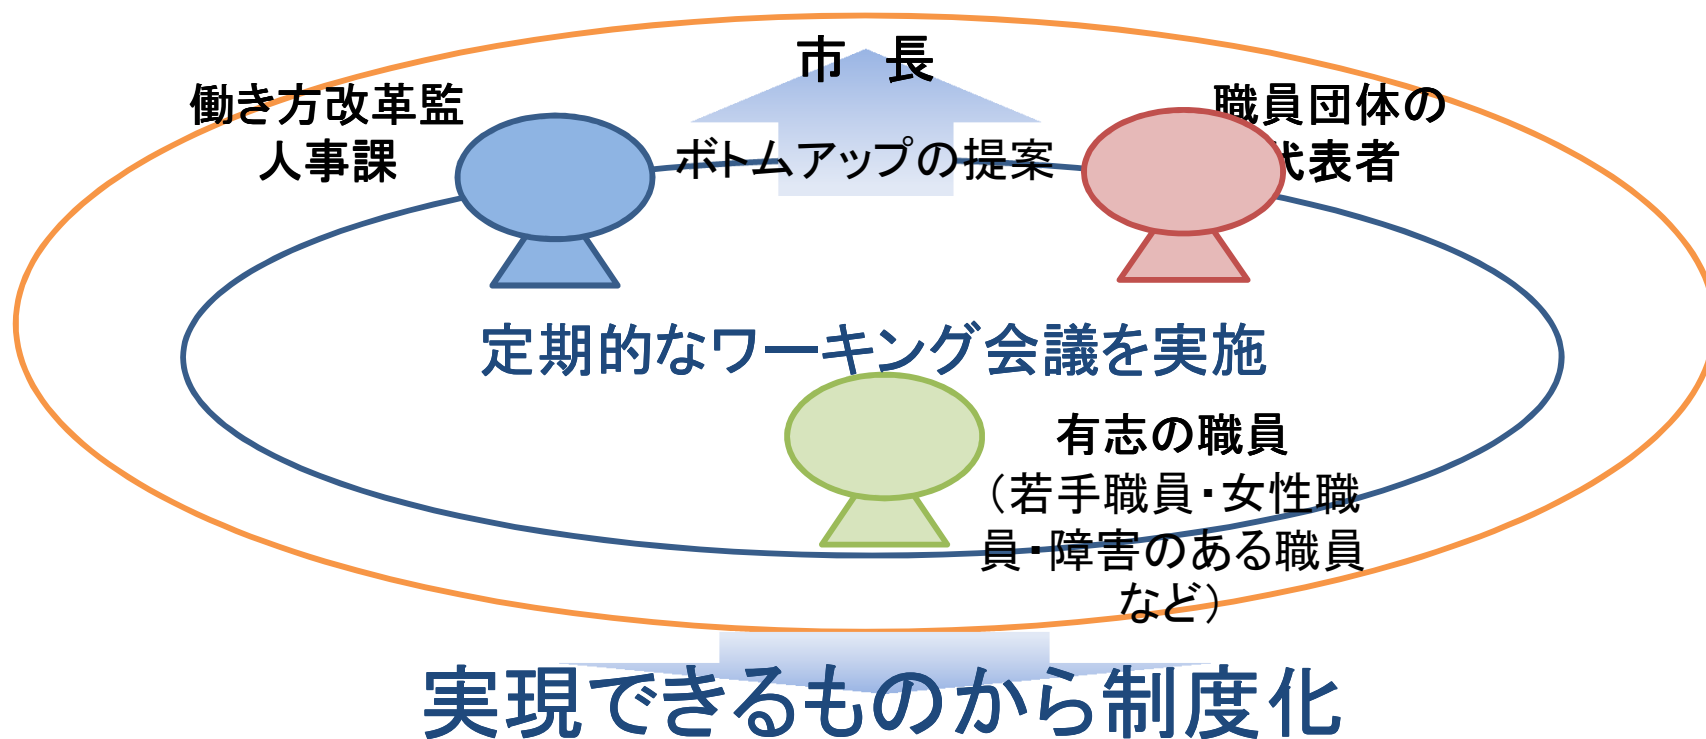 市　長
働き方改革監
人事課
職員団体の
代表者
ボトムアップの提案
定期的なワーキング会議を実施
有志の職員
（若手職員・女性職
員・障害のある職員
など）
実現できるものから制度化